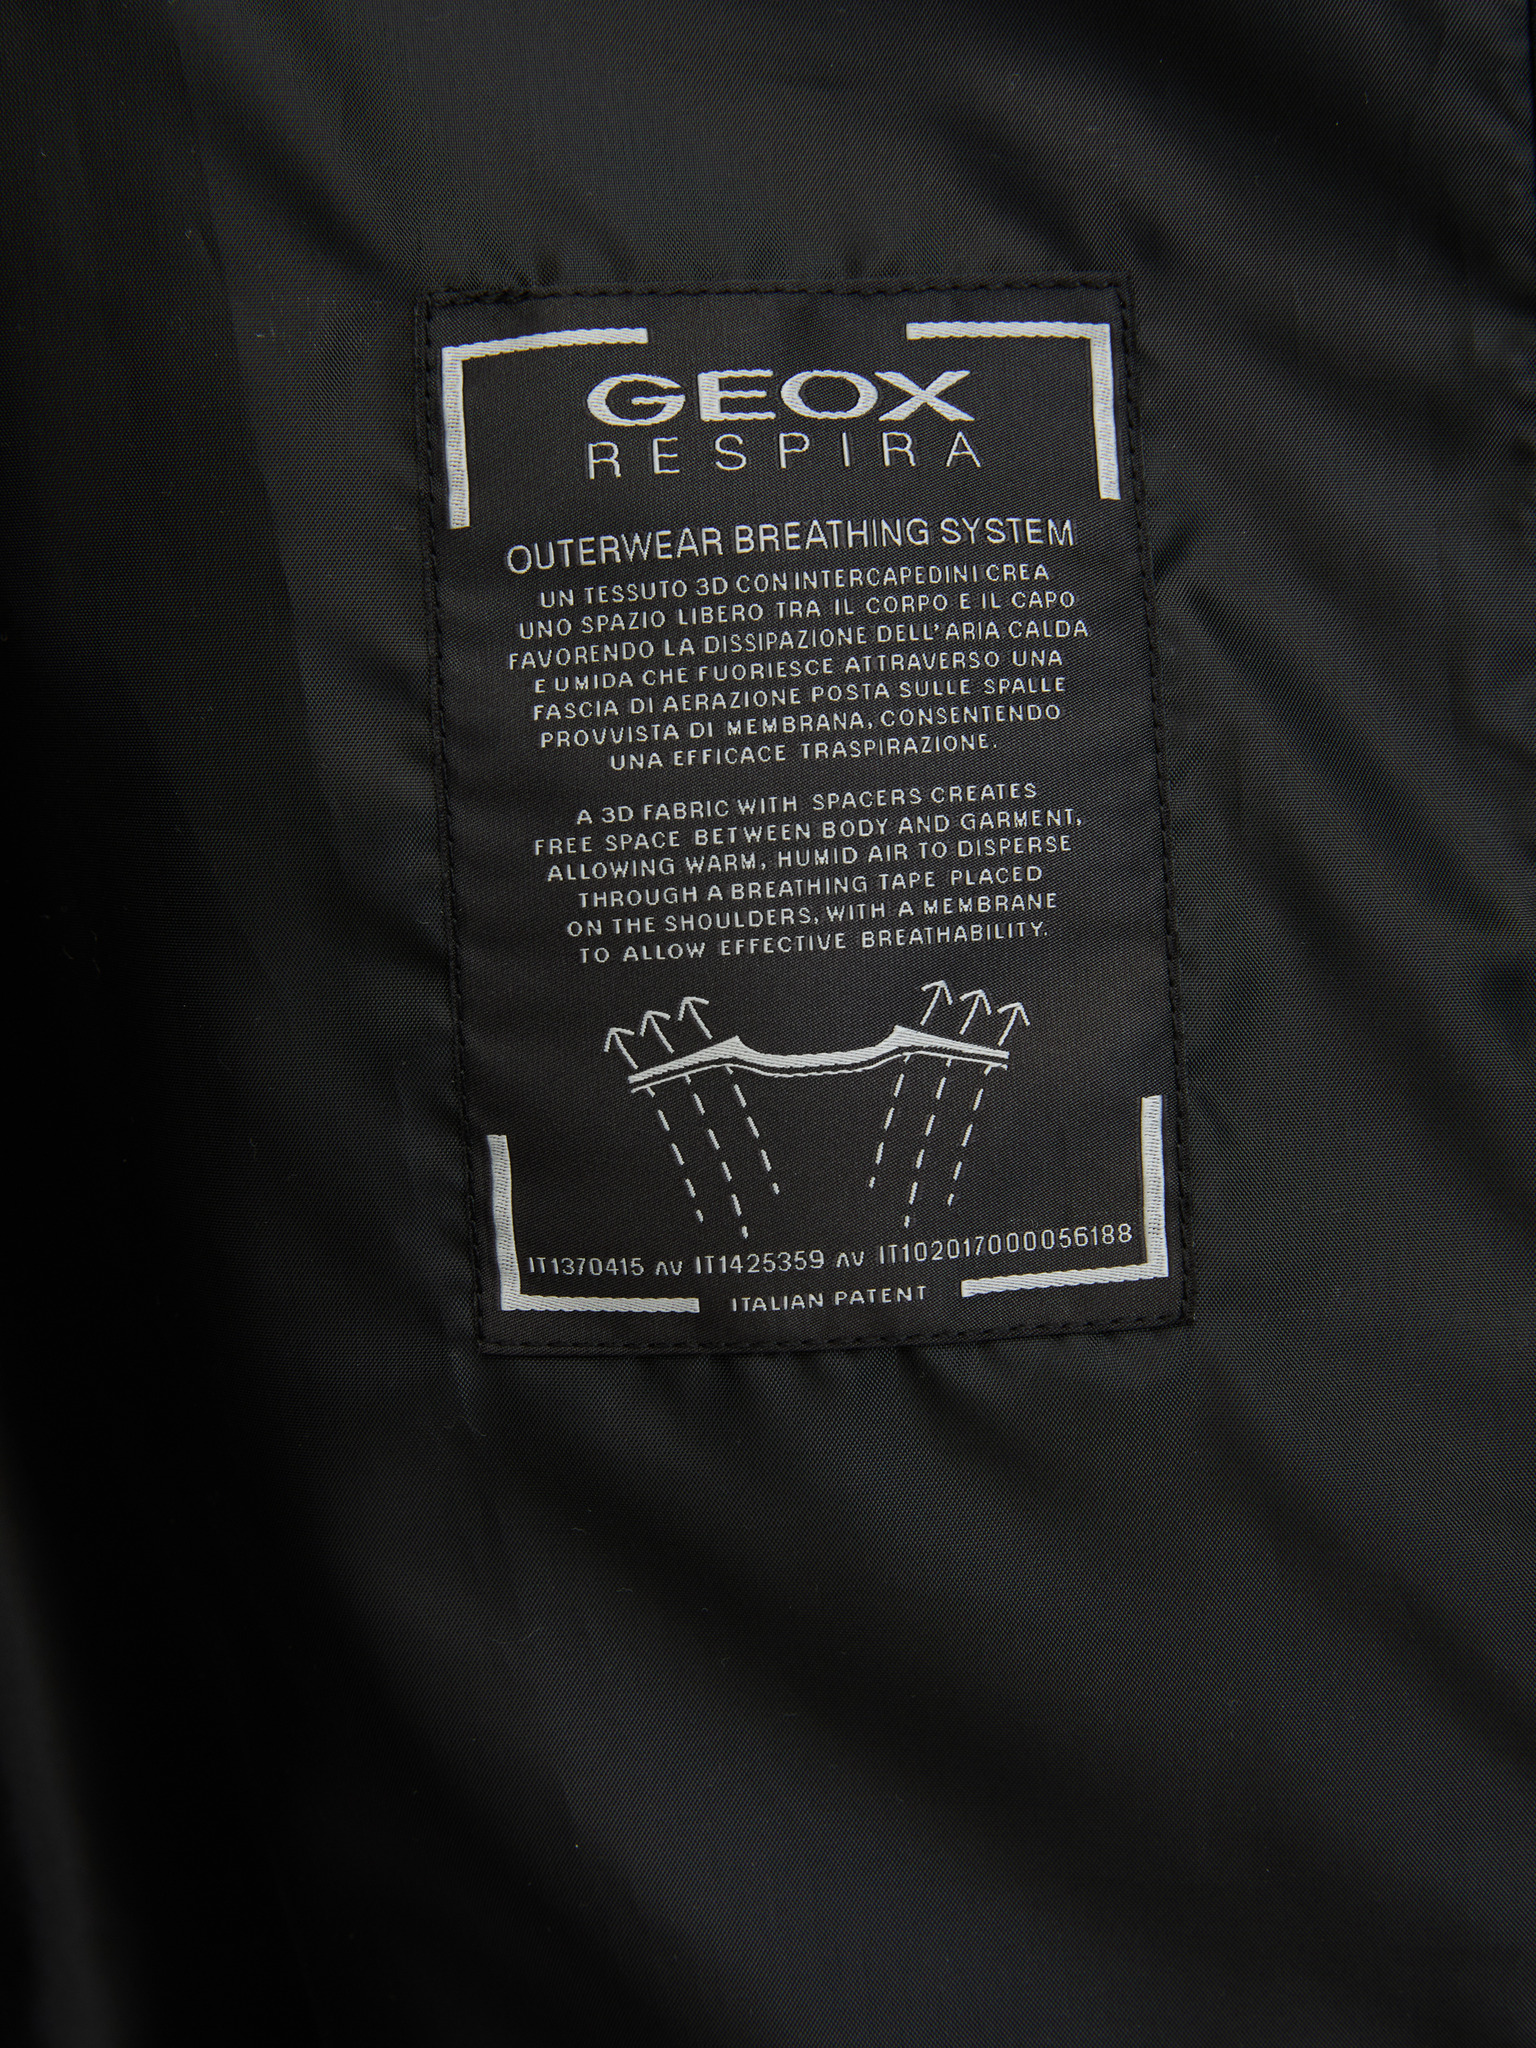 GEOX
RESPIRA
OUTERWEAR BREATHING SYSTEM
UN TESSUTO 3D CON INTERCAPEDINI CREA
UNO SPAZIO LIBERO TRA IL CORPO E IL CAPO
FAVORENDO LA DISSIPAZIONE DELL'ARIA CALDA
E UMIDA CHE FUORIESCE ATTRAVERSO UNA
FASCIA DI AERAZIONE POSTA SULLE SPALLE
PROVVISTA DI MEMBRANA, CONSENTENDO
UNA EFFICACE TRASPIRAZIONE.
A 3D FABRIC WITH SPACERS CREATES
FREE SPACE BETWEEN BODY AND GARMENT,
ALLOWING WARM, HUMID AIR TO DISPERSE
THROUGH A BREATHING TAPE PLACED
ON THE SHOULDERS, WITH A MEMBRANE
TO ALLOW EFFECTIVE BREATHABILITY.
IT1370415 ΛV IT1425359 ΛV IT102017000056188
ITALIAN PATENT